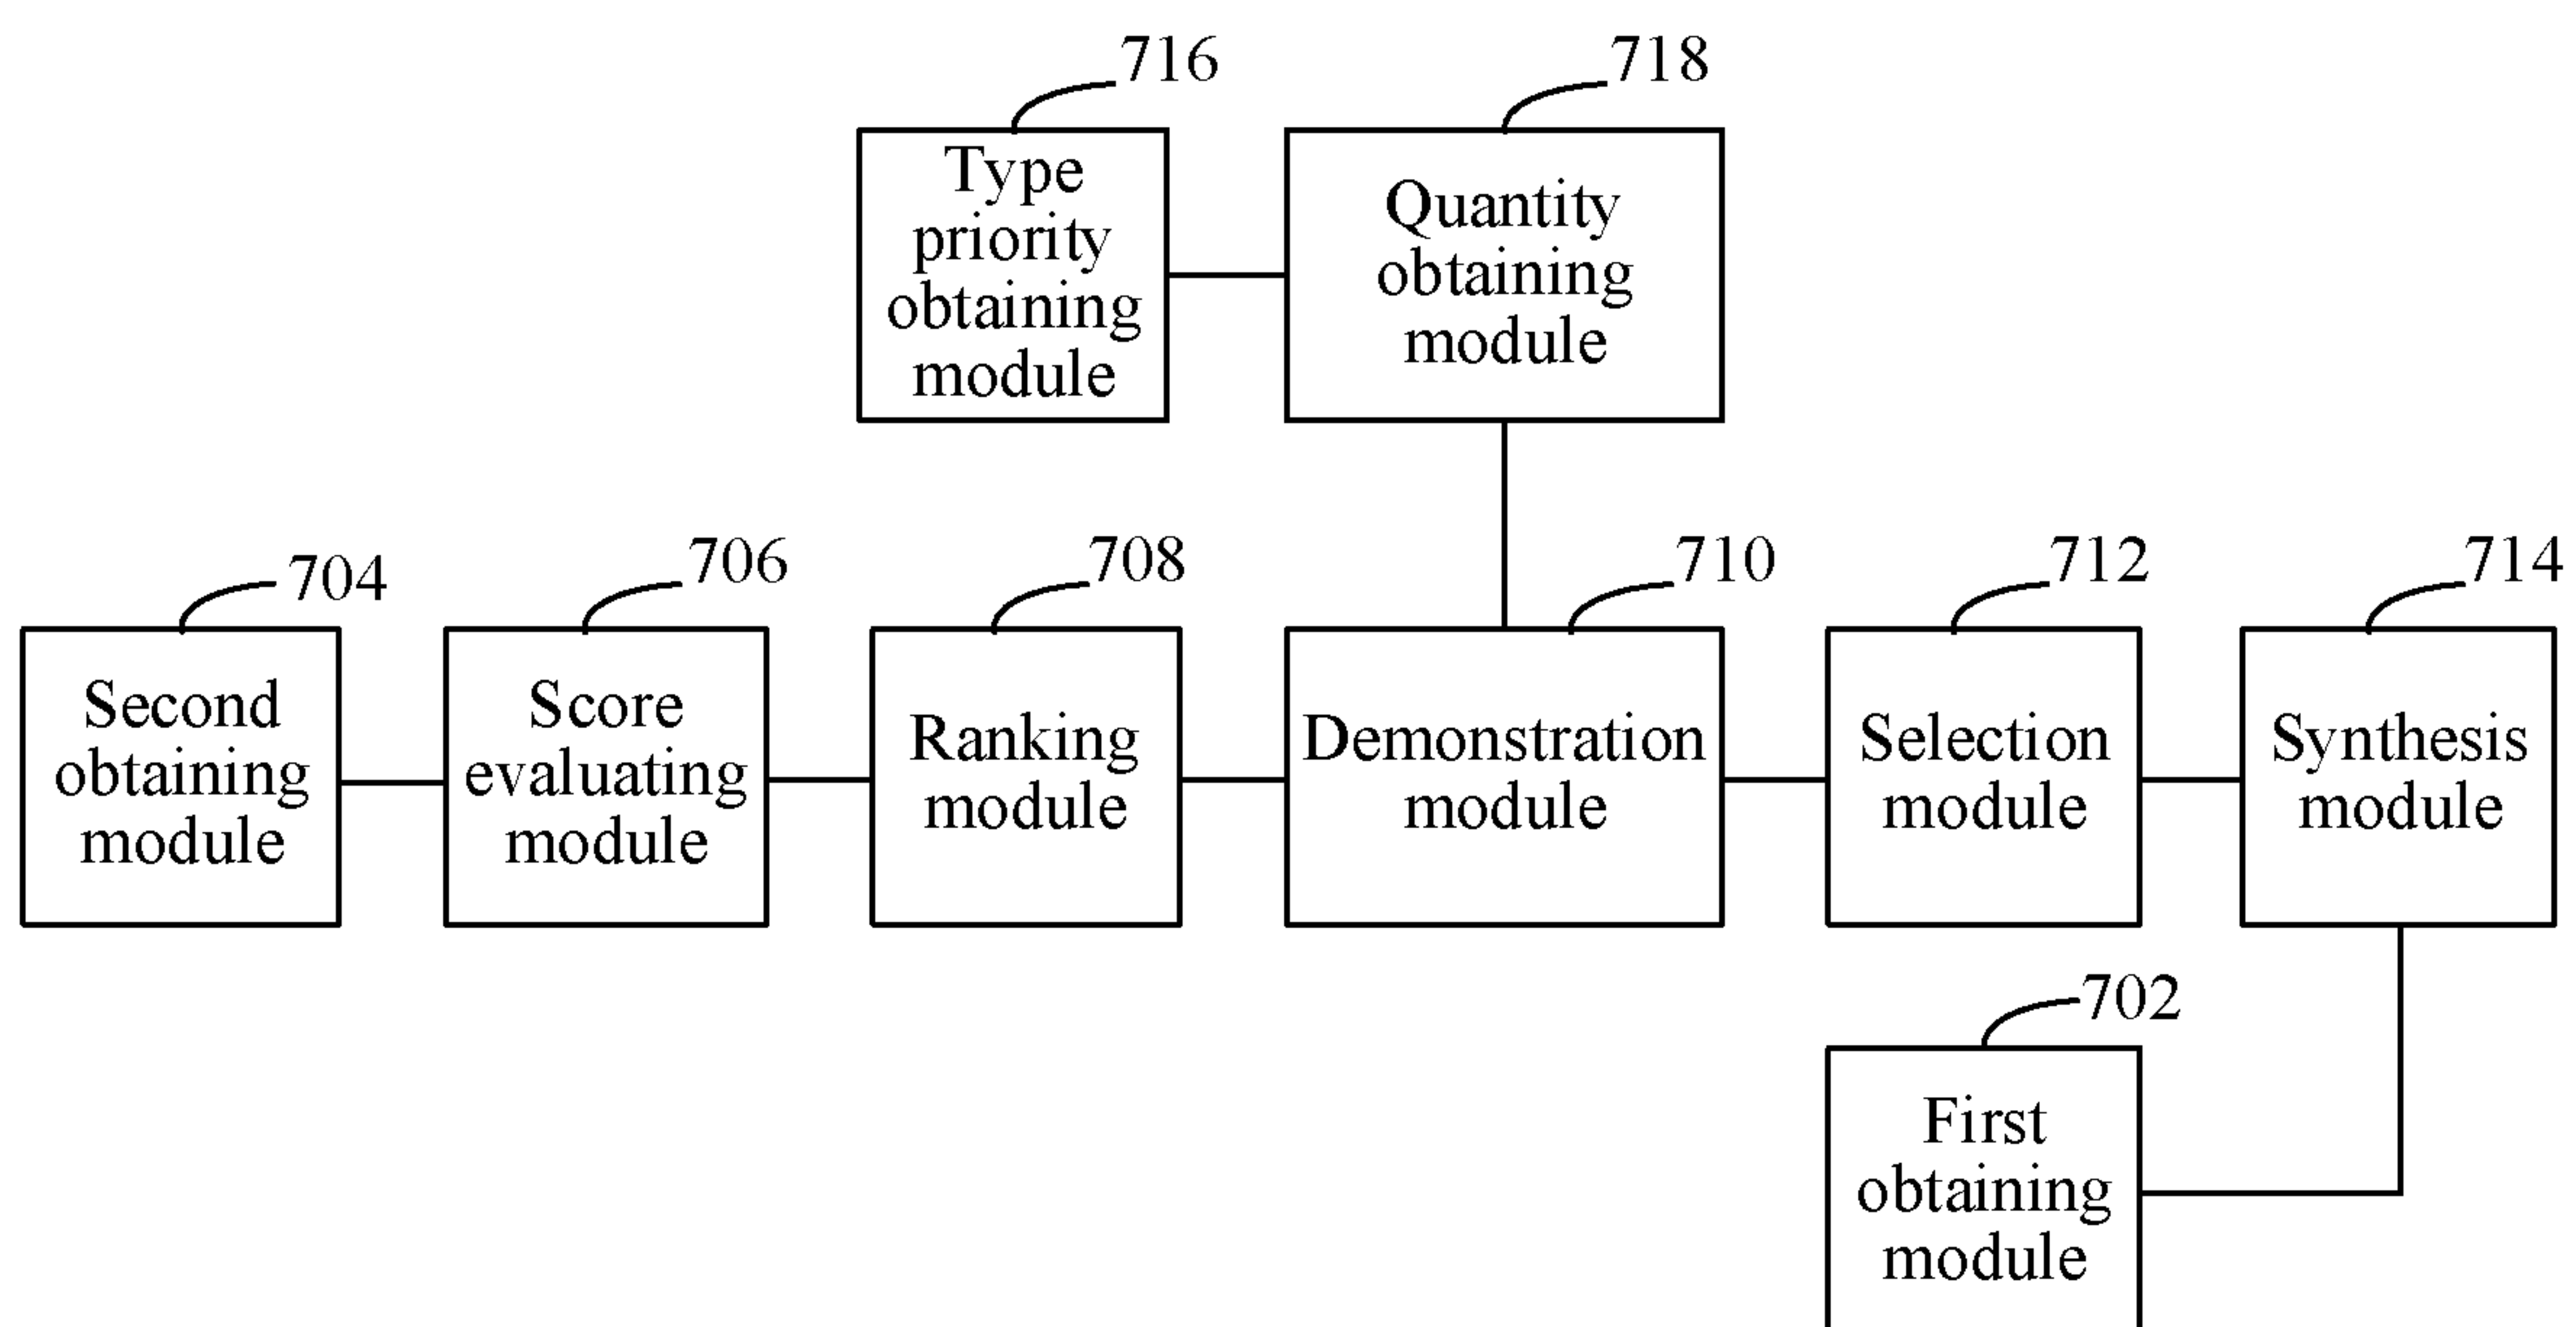 716
718
Type
priority
obtaining
module
Quantity
obtaining
module
704
706
708
710
712
714
Second
obtaining
module
Score
evaluating
module
Ranking
module
Demonstration
module
Selection
module
Synthesis
module
702
First
obtaining
module